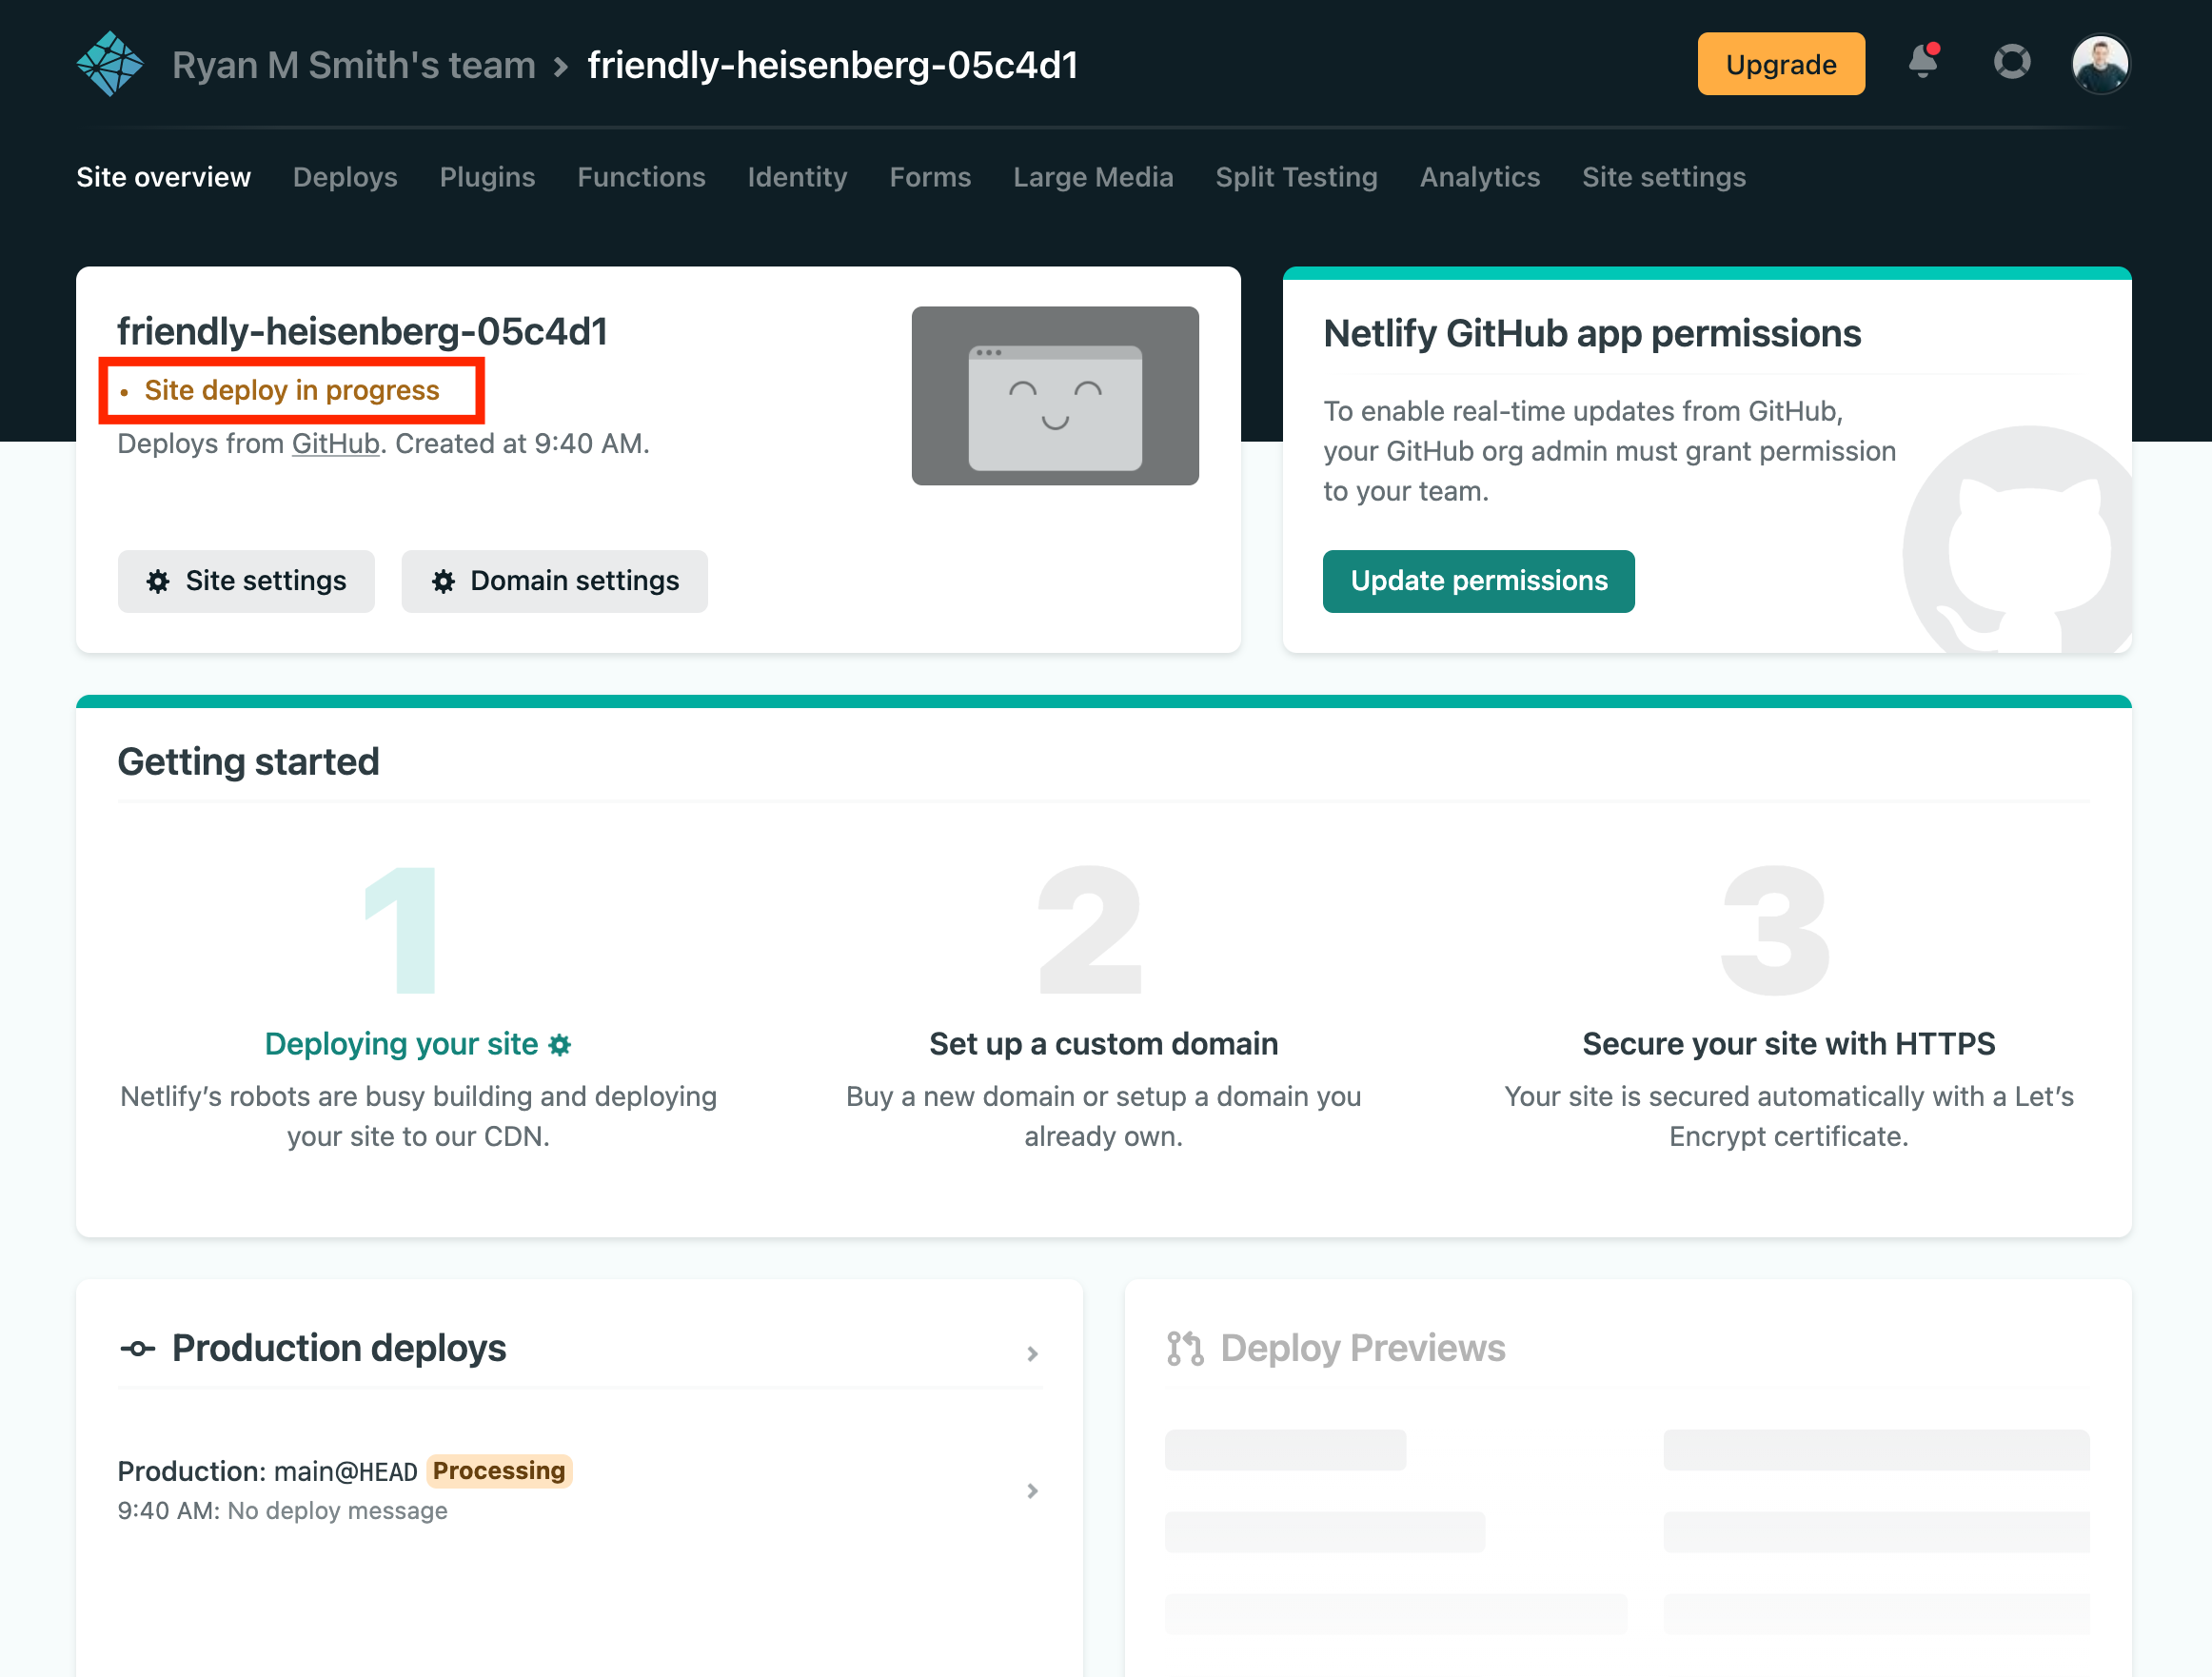 Ryan M Smith's team > friendly-heisenberg-05c4d1
Upgrade
Site overview Deploys Plugins Functions Identity Forms Large Media Split Testing Analytics Site settings
friendly-heisenberg-05c4d1
• Site deploy in progress
Deploys from GitHub. Created at 9:40 AM.
Site settings
Domain settings
Netlify GitHub app permissions
To enable real-time updates from GitHub,
your GitHub org admin must grant permission
to your team.
Update permissions
Getting started
1
Deploying your site
Netlify’s robots are busy building and deploying
your site to our CDN.
2
Set up a custom domain
Buy a new domain or setup a domain you
already own.
3
Secure your site with HTTPS
Your site is secured automatically with a Let’s
Encrypt certificate.
Production deploys
Production: main@HEAD Processing
9:40 AM: No deploy message
Deploy Previews